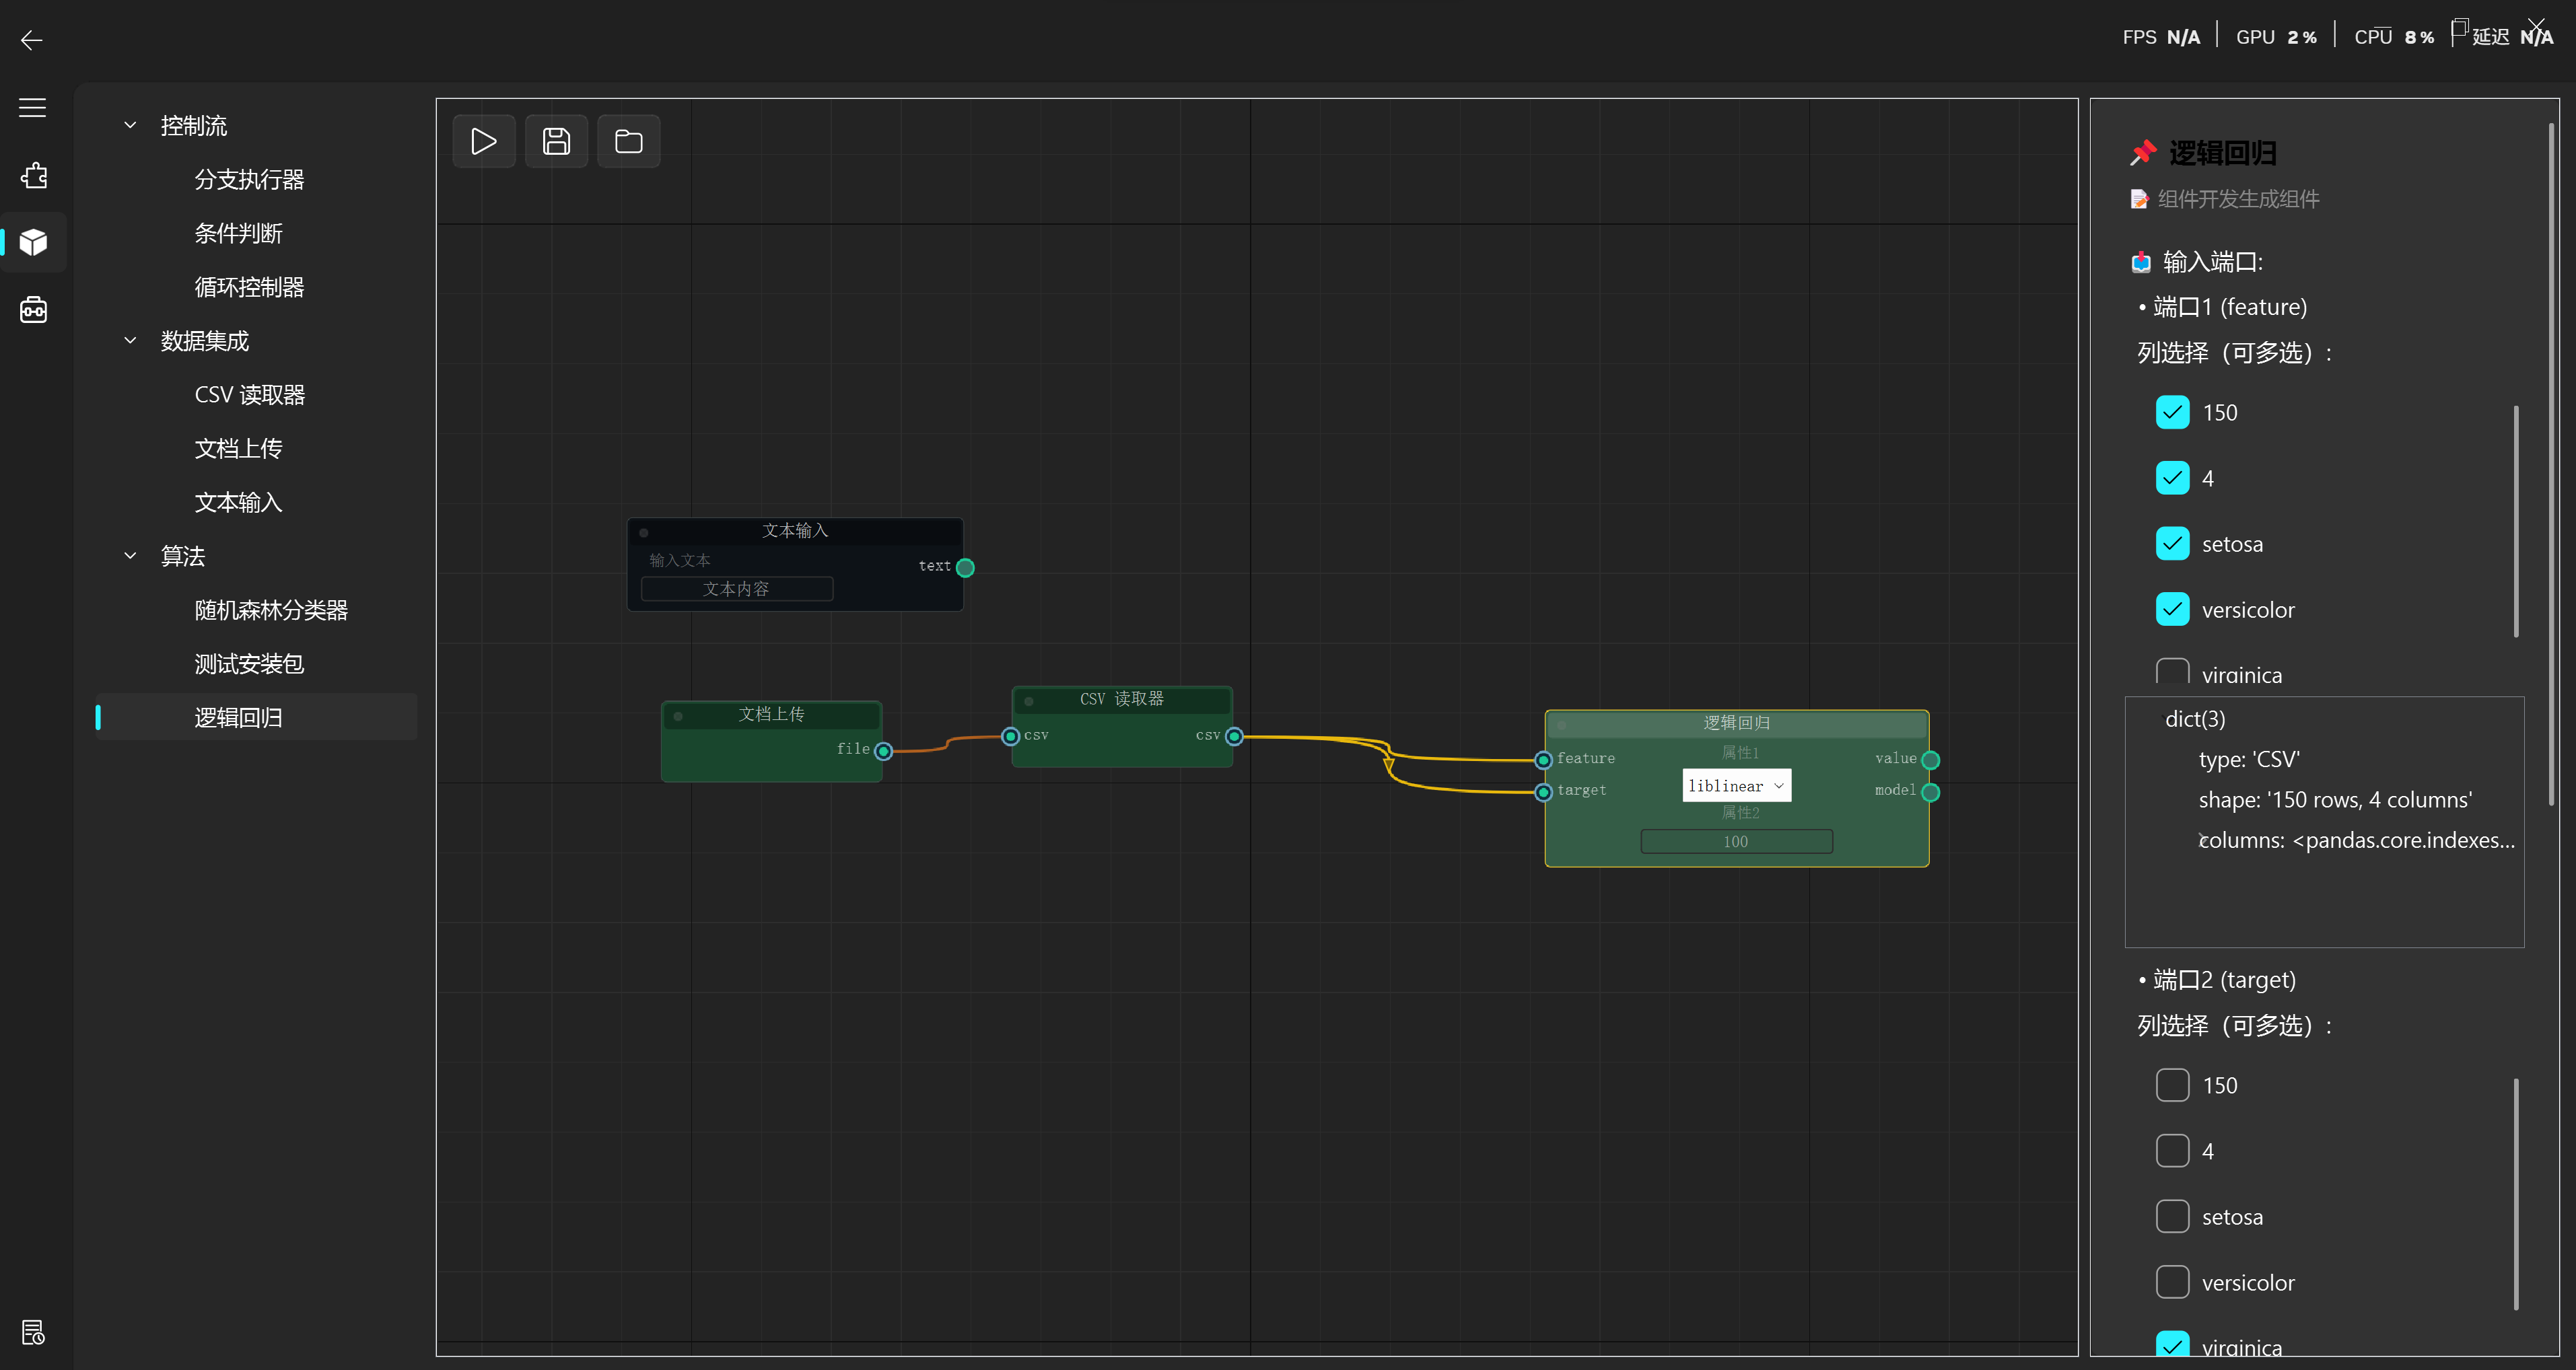 FPS N/A GPU 2% CPU 8% 延迟 N/A
控制流
分支执行器
条件判断
循环控制器
数据集成
CSV 读取器
文档上传
文本输入
算法
随机森林分类器
测试安装包
逻辑回归
文本输入
输入文本
text
文本内容
文档上传
file
CSV 读取器
csv csv
逻辑回归
属性1
feature value
liblinear
target model
属性2
100
逻辑回归
组件开发生成组件
输入端口:
• 端口1 (feature)
列选择（可多选）:
150
4
setosa
versicolor
virginica
dict(3)
type: 'CSV'
shape: '150 rows, 4 columns'
columns: <pandas.core.indexes...
• 端口2 (target)
列选择（可多选）:
150
4
setosa
versicolor
virginica